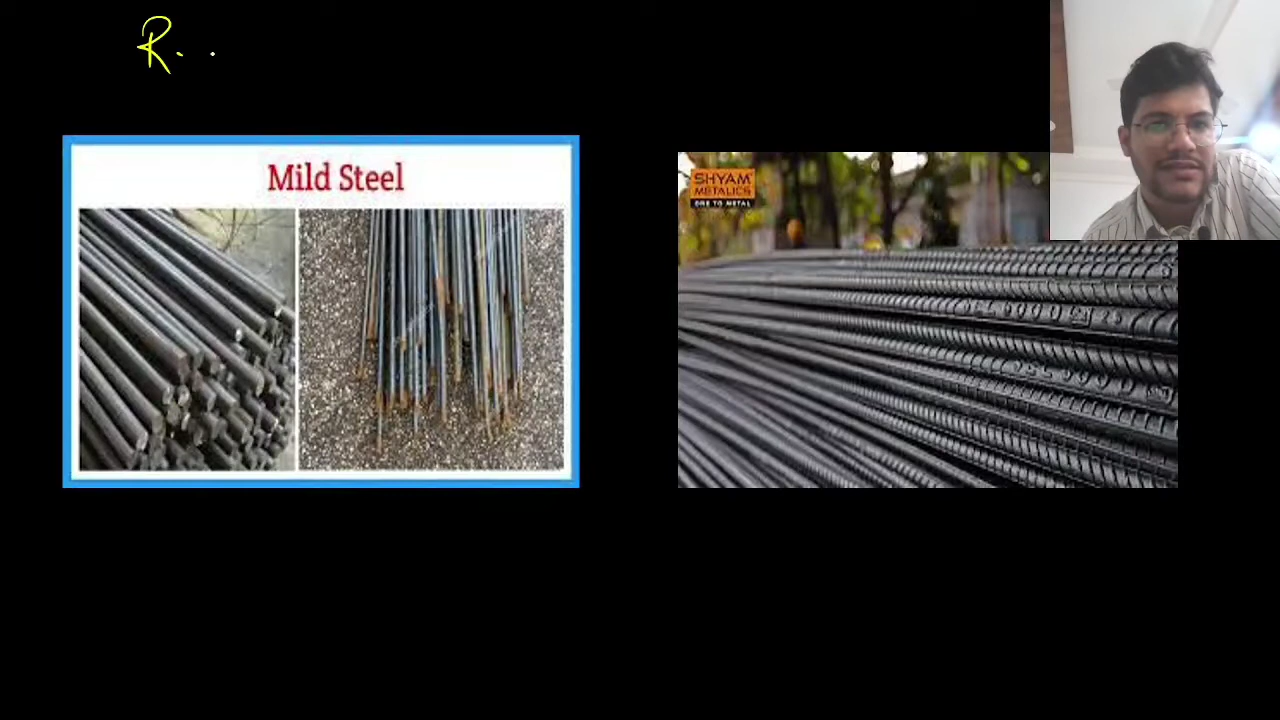 R.
Mild Steel
SHYAM
METALICS
ORE TO METAL